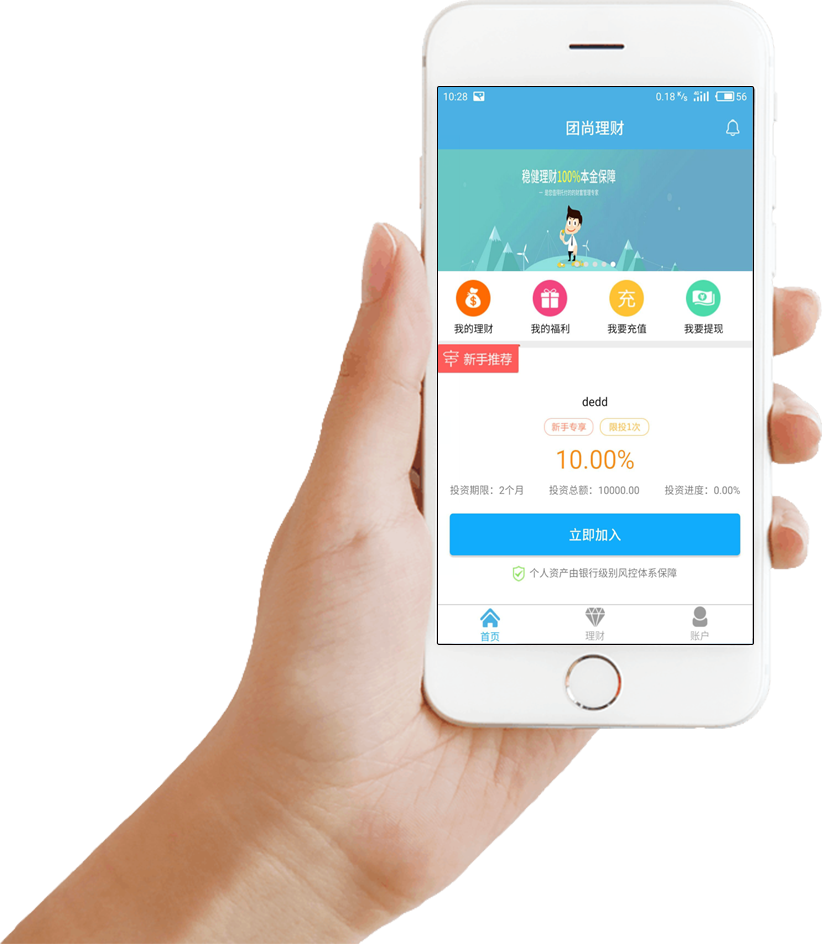 10:28 0.18 K/s 4G 56
团尚理财
稳健理财100%本金保障
我的理财 我的福利 我要充值 我要提现
新手推荐
dedd
新手专享 限投1次
10.00%
投资期限：2个月 投资总额：10000.00 投资进度：0.00%
立即加入
个人资产由银行级别风控体系保障
首页 理财 账户